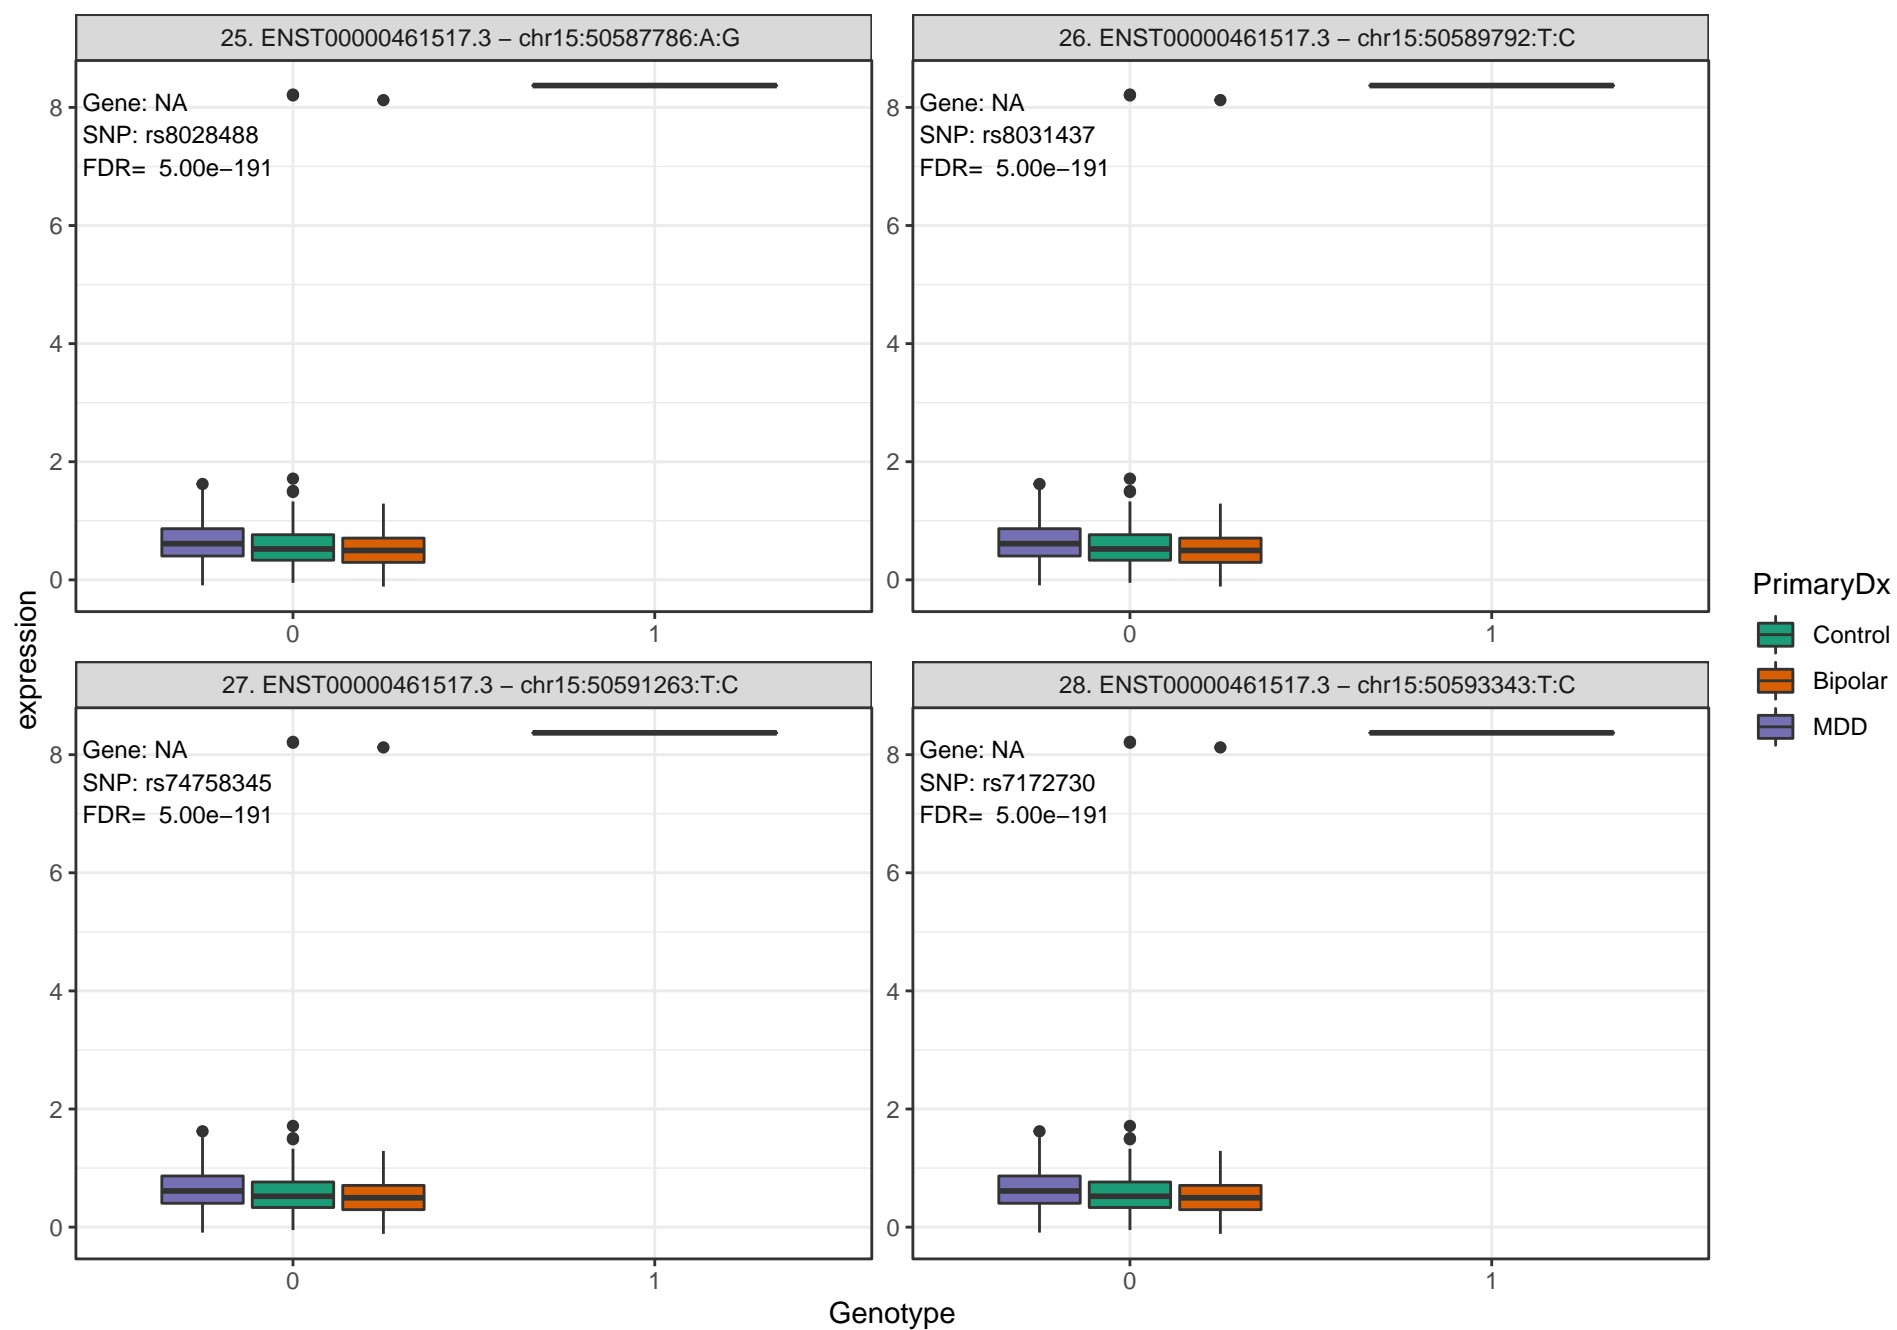 25. ENST00000461517.3 − chr15:50587786:A:G
Gene: NA
SNP: rs8028488
FDR=  5.00e−191
8
6
4
2
0
0
1
26. ENST00000461517.3 − chr15:50589792:T:C
Gene: NA
SNP: rs8031437
FDR=  5.00e−191
8
6
4
2
0
0
1
27. ENST00000461517.3 − chr15:50591263:T:C
Gene: NA
SNP: rs74758345
FDR=  5.00e−191
8
6
4
2
0
0
1
28. ENST00000461517.3 − chr15:50593343:T:C
Gene: NA
SNP: rs7172730
FDR=  5.00e−191
8
6
4
2
0
0
1
expression
Genotype
PrimaryDx
Control
Bipolar
MDD